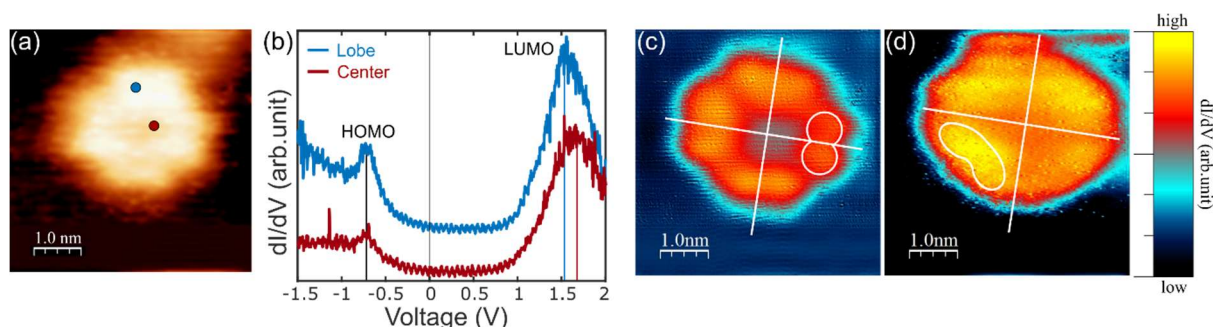 (a)
1.0 nm
(b)
Lobe
Center
LUMO
HOMO
dI/dV (arb.unit)
-1.5 -1 -0.5 0 0.5 1 1.5 2
Voltage (V)
(c)
1.0nm
(d)
1.0nm
high
dI/dV (arb.unit)
low